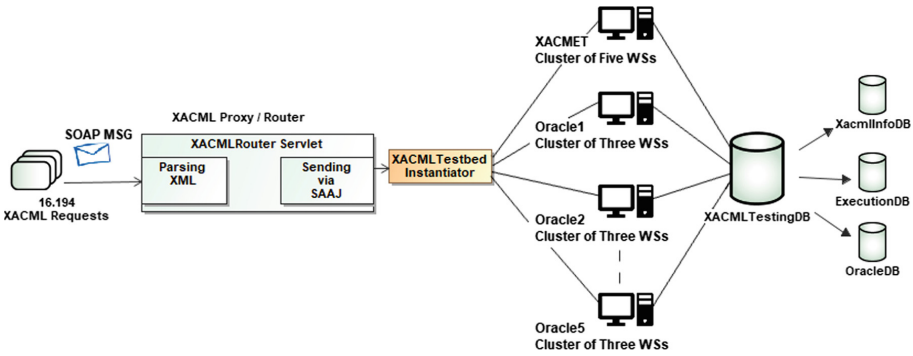 XACML Proxy / Router
SOAP MSG
XACMLRouter Servlet
Parsing
XML
Sending
via
SAAJ
16.194
XACML Requests
XACMLTestbed
Instantiator
XACMET
Cluster of Five WSs
Oracle1
Cluster of Three WSs
Oracle2
Cluster of Three WSs
Oracle5
Cluster of Three WSs
XACMLTestingDB
XacmlInfoDB
ExecutionDB
OracleDB